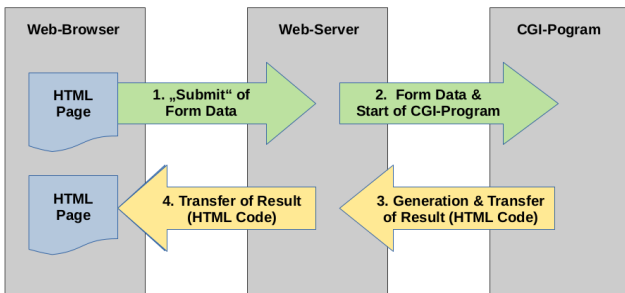 Web-Browser
Web-Server
CGI-Pogram
HTML
Page
1. „Submit“ of
Form Data
2. Form Data &
Start of CGI-Program
HTML
Page
4. Transfer of Result
(HTML Code)
3. Generation & Transfer
of Result (HTML Code)